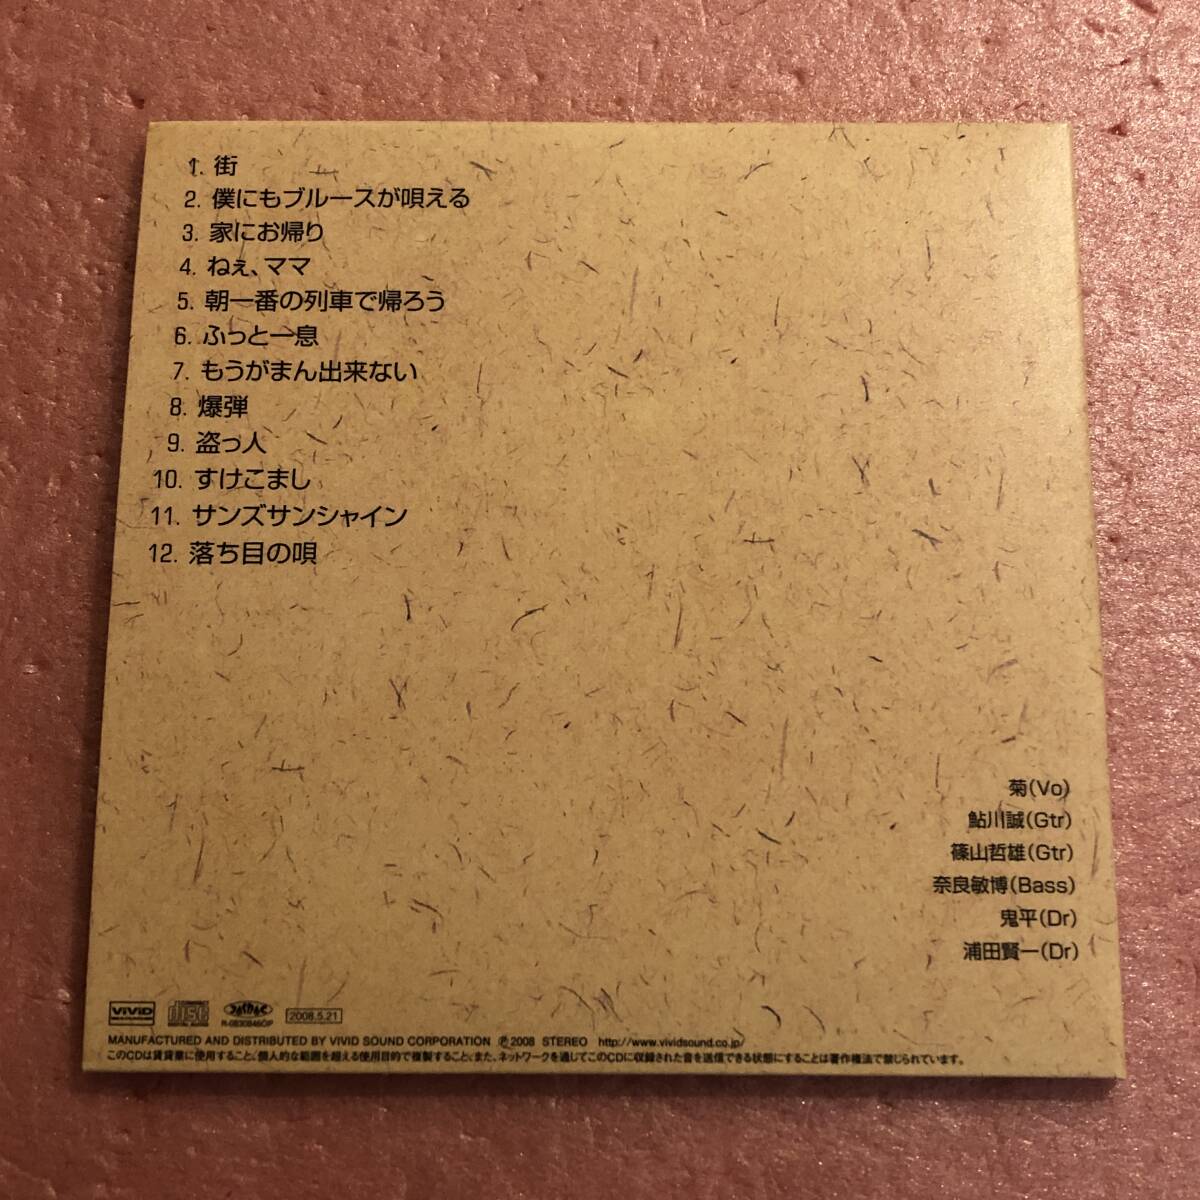 1. 街
2. 僕にもブルースが唄える
3. 家にお帰り
4. ねぇ、ママ
5. 朝一番の列車で帰ろう
6. ふっと一息
7. もうがまん出来ない
8. 爆弾
9. 盗っ人
10. すけこまし
11. サンズサンシャイン
12. 落ち目の唄
菊(Vo)
鮎川誠(Gtr)
篠山哲雄(Gtr)
奈良敏博(Bass)
鬼平(Dr)
浦田賢一(Dr)
ViViD disc JASRAC 2008.5.21
MANUFACTURED AND DISTRIBUTED BY VIVID SOUND CORPORATION Ⓟ2008 STEREO http://www.vividsound.co.jp/
このCDは賃貸業に使用すること、個人的な範囲を超える使用目的で複製すること、また、ネットワークを通じてこのCDに収録された音を送信できる状態にすることは著作権法で禁じられています。